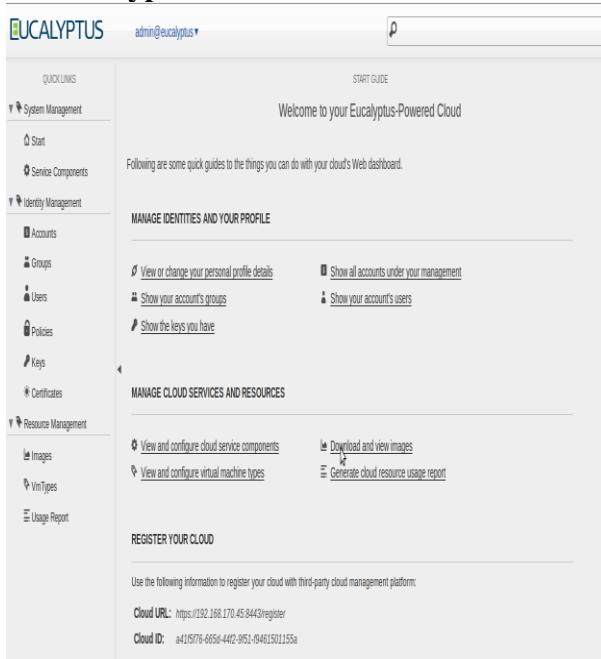 EUCALYPTUS
admin@eucalyptus ▾
QUICK LINKS
System Management
Start
Service Components
Identity Management
Accounts
Groups
Users
Policies
Keys
Certificates
Resource Management
Images
VmTypes
Usage Report
START GUIDE
Welcome to your Eucalyptus-Powered Cloud
Following are some quick guides to the things you can do with your cloud's Web dashboard.
MANAGE IDENTITIES AND YOUR PROFILE
View or change your personal profile details
Show all accounts under your management
Show your account's groups
Show your account's users
Show the keys you have
MANAGE CLOUD SERVICES AND RESOURCES
View and configure cloud service components
Download and view images
View and configure virtual machine types
Generate cloud resource usage report
REGISTER YOUR CLOUD
Use the following information to register your cloud with third-party cloud management platform:
Cloud URL: https://192.168.170.45:8443/register
Cloud ID: a41f5f76-665d-44f2-9f51-f9461501155a